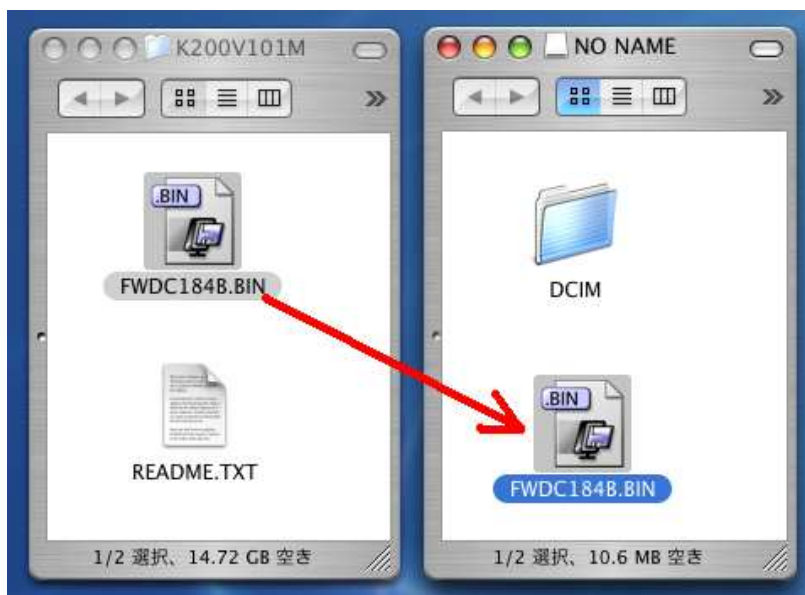 K200V101M
.BIN
FWDC184B.BIN
README.TXT
1/2 選択、14.72 GB 空き
NO NAME
DCIM
.BIN
FWDC184B.BIN
1/2 選択、10.6 MB 空き